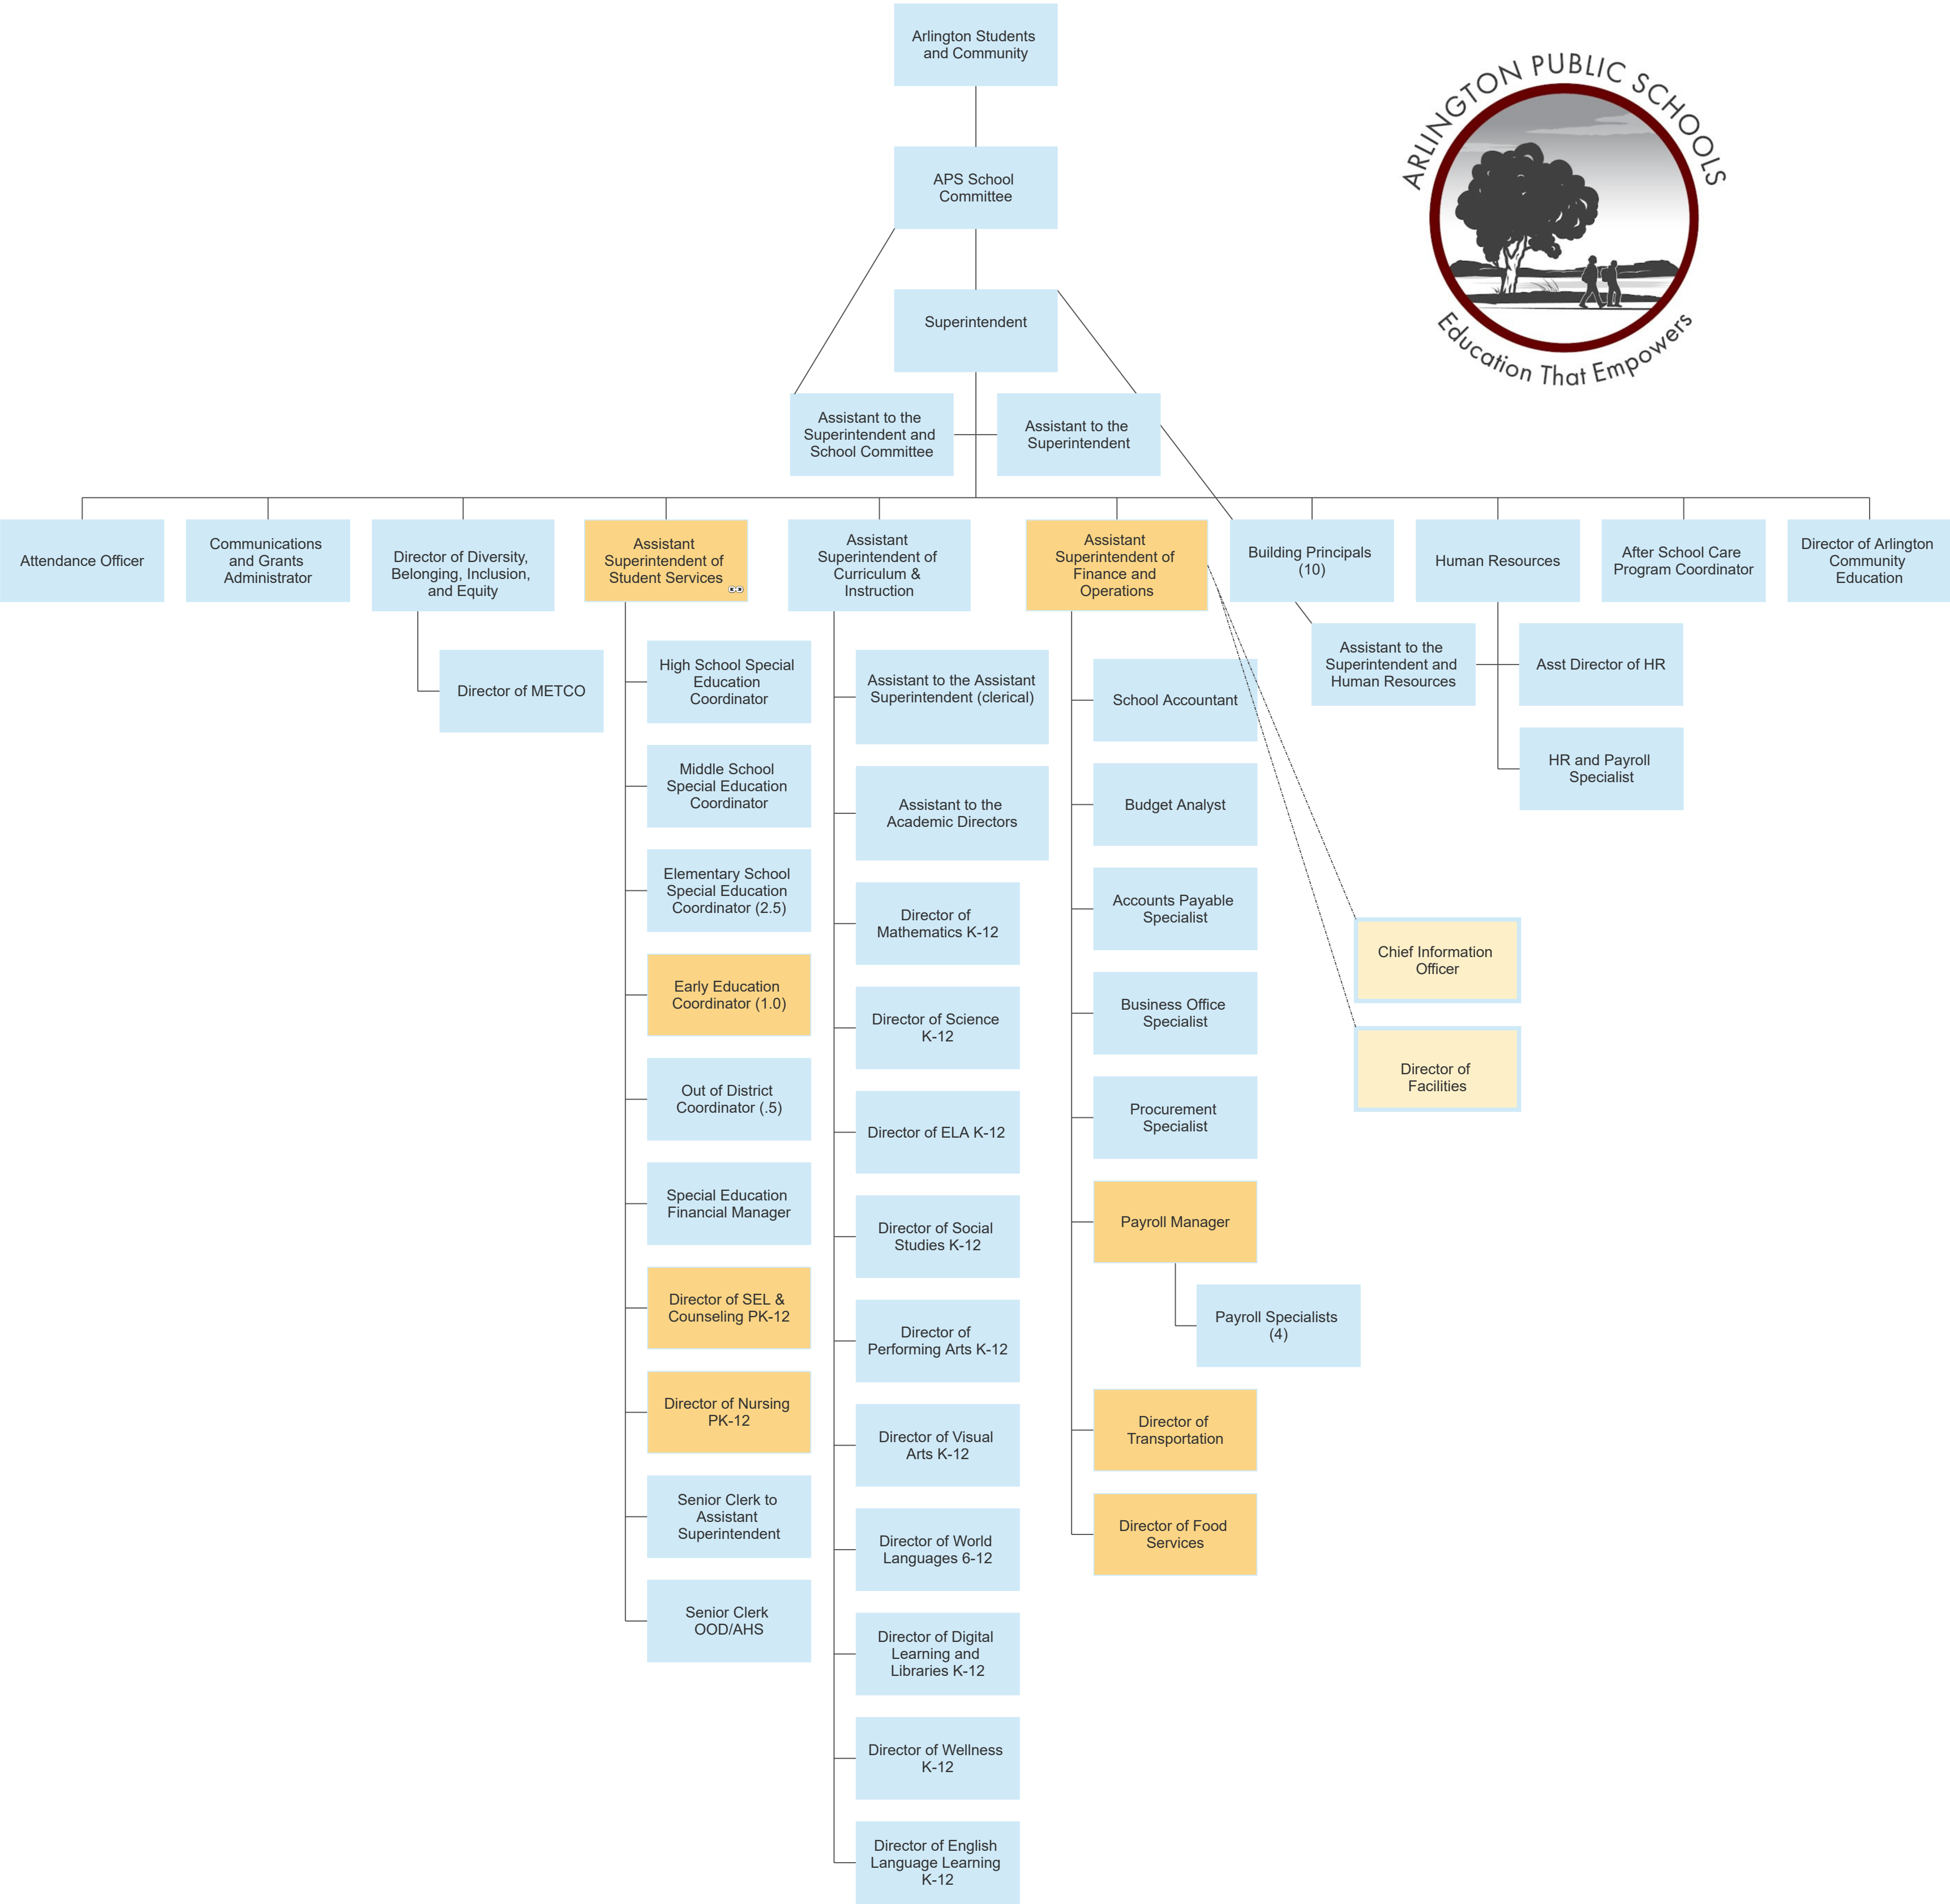 Arlington Students
and Community
ARLINGTON PUBLIC SCHOOLS
Education That Empowers
APS School
Committee
Superintendent
Assistant to the
Superintendent and
School Committee
Assistant to the
Superintendent
Attendance Officer
Communications
and Grants
Administrator
Director of Diversity,
Belonging, Inclusion,
and Equity
Assistant
Superintendent of
Student Services
Assistant
Superintendent of
Curriculum &
Instruction
Assistant
Superintendent of
Finance and
Operations
Building Principals
(10)
Human Resources
After School Care
Program Coordinator
Director of Arlington
Community
Education
Director of METCO
High School Special
Education
Coordinator
Middle School
Special Education
Coordinator
Elementary School
Special Education
Coordinator (2.5)
Early Education
Coordinator (1.0)
Out of District
Coordinator (.5)
Special Education
Financial Manager
Director of SEL &
Counseling PK-12
Director of Nursing
PK-12
Senior Clerk to
Assistant
Superintendent
Senior Clerk
OOD/AHS
Assistant to the Assistant
Superintendent (clerical)
Assistant to the
Academic Directors
Director of
Mathematics K-12
Director of Science
K-12
Director of ELA K-12
Director of Social
Studies K-12
Director of
Performing Arts K-12
Director of Visual
Arts K-12
Director of World
Languages 6-12
Director of Digital
Learning and
Libraries K-12
Director of Wellness
K-12
Director of English
Language Learning
K-12
School Accountant
Budget Analyst
Accounts Payable
Specialist
Business Office
Specialist
Procurement
Specialist
Payroll Manager
Payroll Specialists
(4)
Director of
Transportation
Director of Food
Services
Assistant to the
Superintendent and
Human Resources
Asst Director of HR
HR and Payroll
Specialist
Chief Information
Officer
Director of
Facilities